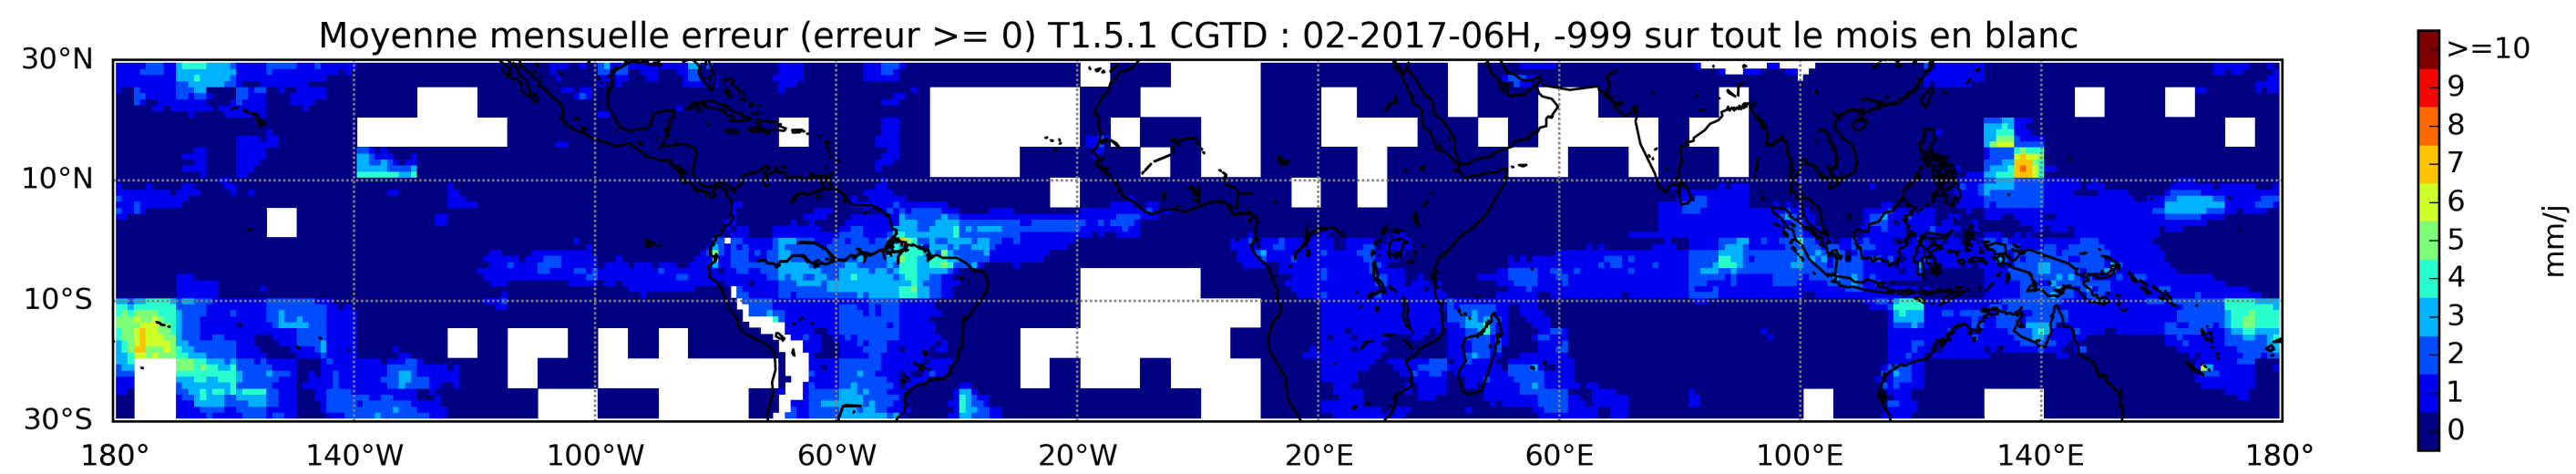 Moyenne mensuelle erreur (erreur >= 0) T1.5.1 CGTD : 02-2017-06H, -999 sur tout le mois en blanc
30°N
10°N
10°S
30°S
180° 140°W 100°W 60°W 20°W 20°E 60°E 100°E 140°E 180°
>=10
9
8
7
6
5
4
3
2
1
0
mm/j